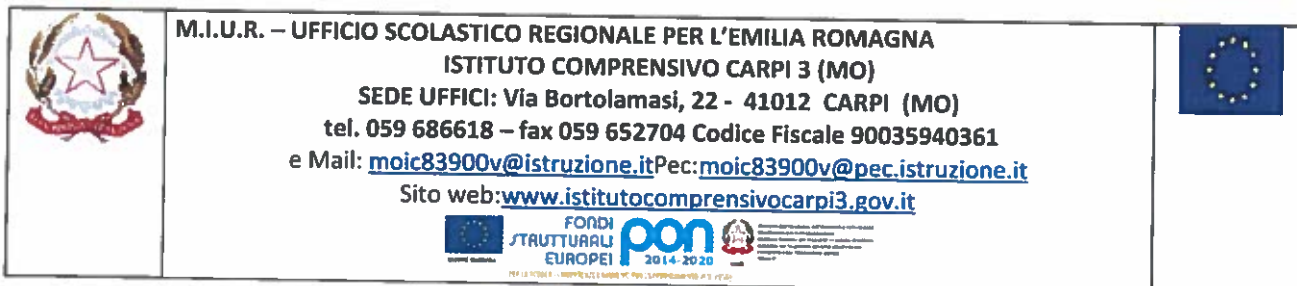 M.I.U.R. – UFFICIO SCOLASTICO REGIONALE PER L'EMILIA ROMAGNA
ISTITUTO COMPRENSIVO CARPI 3 (MO)
SEDE UFFICI: Via Bortolamasi, 22 - 41012 CARPI (MO)
tel. 059 686618 – fax 059 652704 Codice Fiscale 90035940361
e Mail: moic83900v@istruzione.itPec:moic83900v@pec.istruzione.it
Sito web:www.istitutocomprensivocarpi3.gov.it
FONDI
STRUTTURALI
EUROPEI
pon
2014-2020